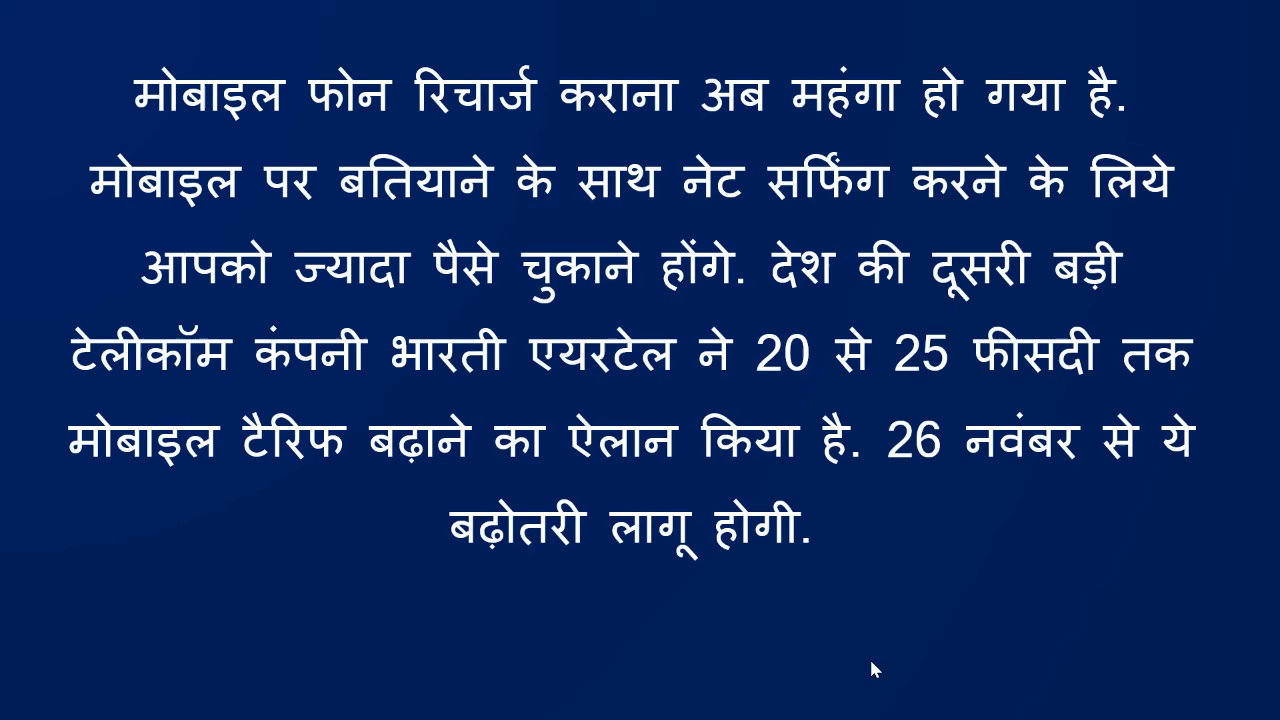 मोबाइल फोन रिचार्ज कराना अब महंगा हो गया है.
मोबाइल पर बतियाने के साथ नेट सर्फिंग करने के लिये
आपको ज्यादा पैसे चुकाने होंगे. देश की दूसरी बड़ी
टेलीकॉम कंपनी भारती एयरटेल ने 20 से 25 फीसदी तक
मोबाइल टैरिफ बढ़ाने का ऐलान किया है. 26 नवंबर से ये
बढ़ोतरी लागू होगी.